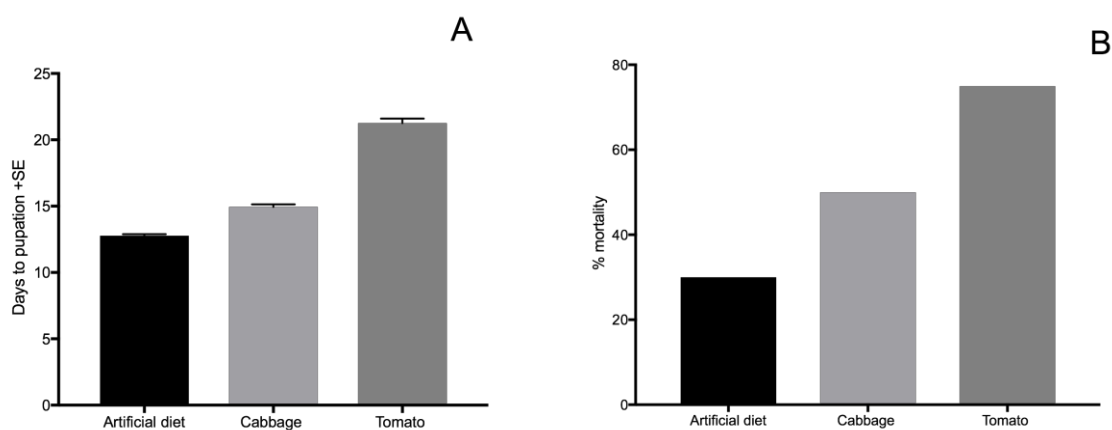 A
25
20
15
10
5
0
Days to pupation +SE
Artificial diet Cabbage Tomato
B
80
60
40
20
0
% mortality
Artificial diet Cabbage Tomato